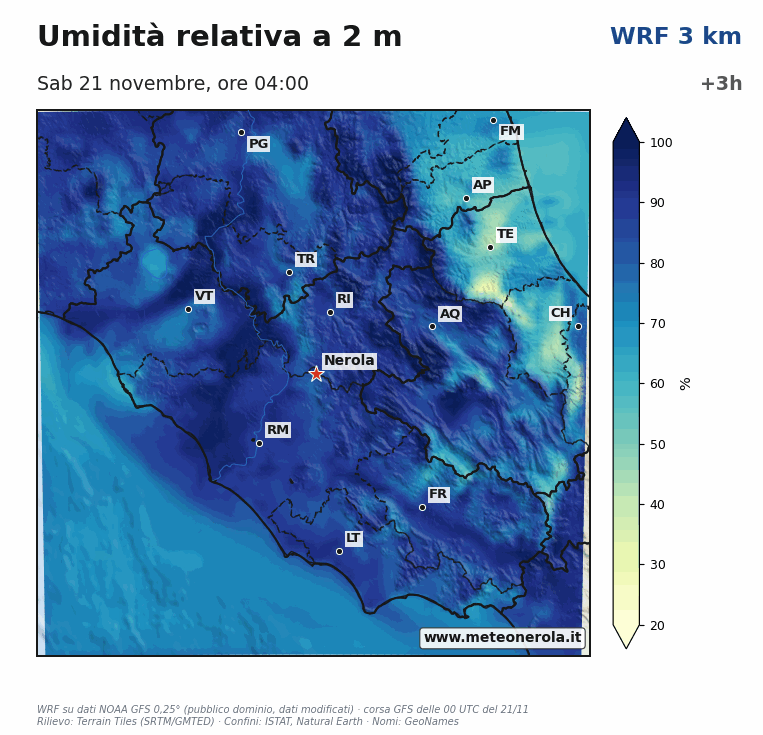 Umidità relativa a 2 m
WRF 3 km
Sab 21 novembre, ore 04:00
+3h
FM
PG
AP
TE
TR
VT
RI
AQ
CH
Nerola
RM
FR
LT
www.meteonerola.it
100
90
80
70
60
50
40
30
20
%
WRF su dati NOAA GFS 0,25° (pubblico dominio, dati modificati) · corsa GFS delle 00 UTC del 21/11
Rilievo: Terrain Tiles (SRTM/GMTED) · Confini: ISTAT, Natural Earth · Nomi: GeoNames